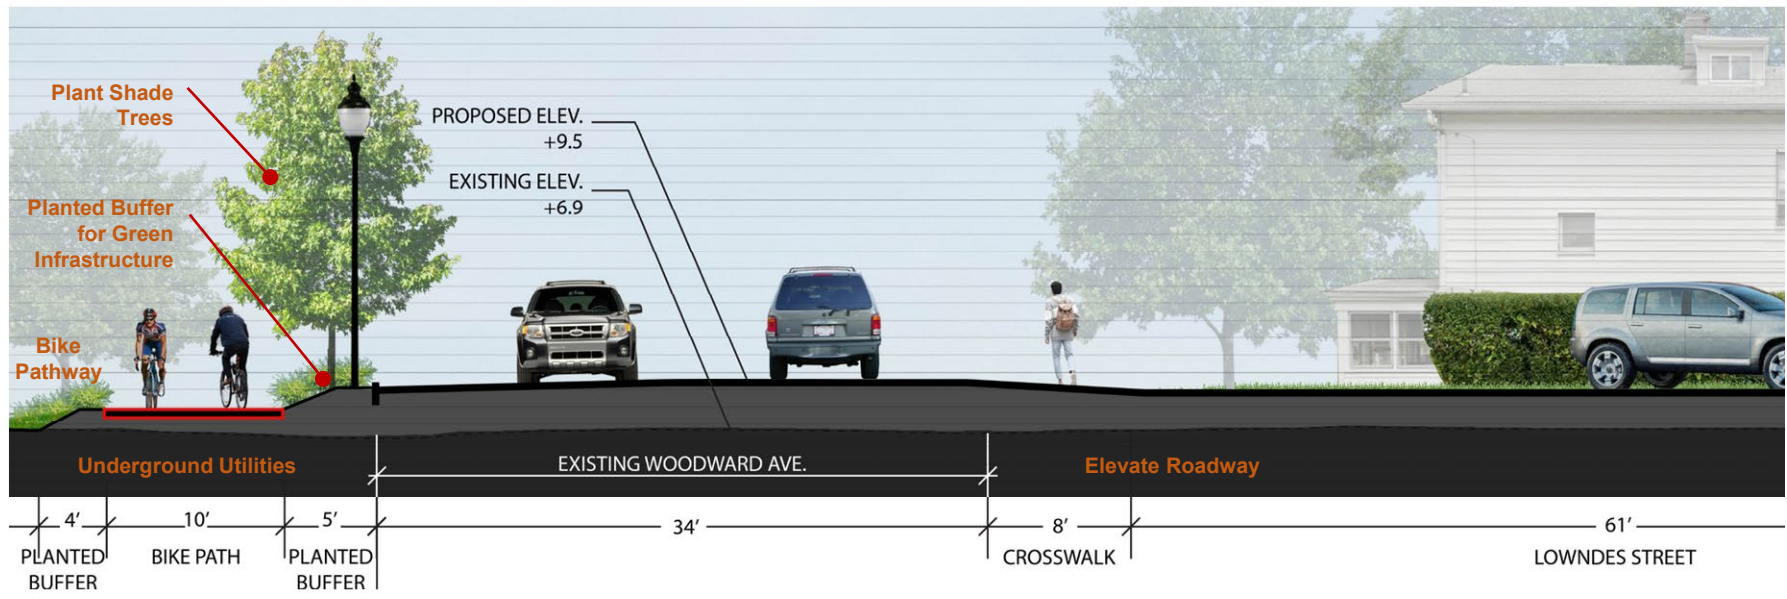 Plant Shade
Trees
PROPOSED ELEV.
+9.5
EXISTING ELEV.
+6.9
Planted Buffer
for Green
Infrastructure
Bike
Pathway
Underground Utilities
EXISTING WOODWARD AVE.
Elevate Roadway
4' 10' 5' 34' 8' 61'
PLANTED
BUFFER
BIKE PATH
PLANTED
BUFFER
CROSSWALK
LOWNDES STREET